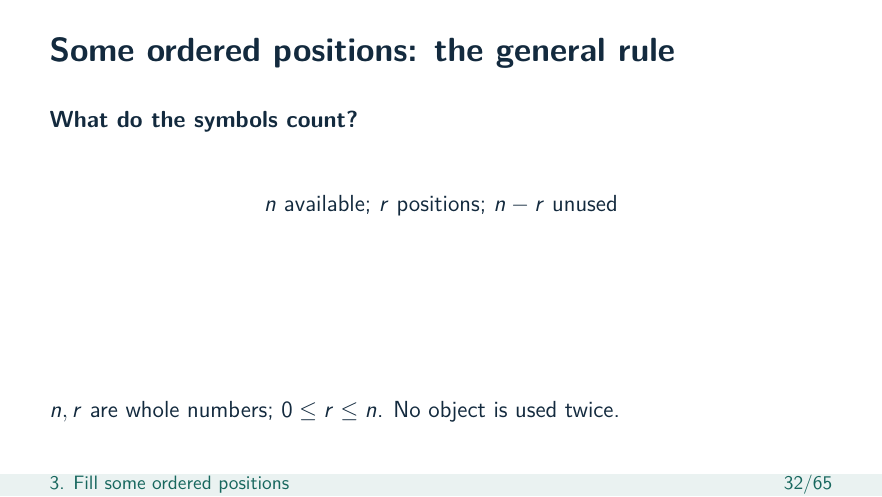 Some ordered positions: the general rule
What do the symbols count?
n available; r positions; n − r unused
n, r are whole numbers; 0 ≤ r ≤ n. No object is used twice.
3. Fill some ordered positions 32/65